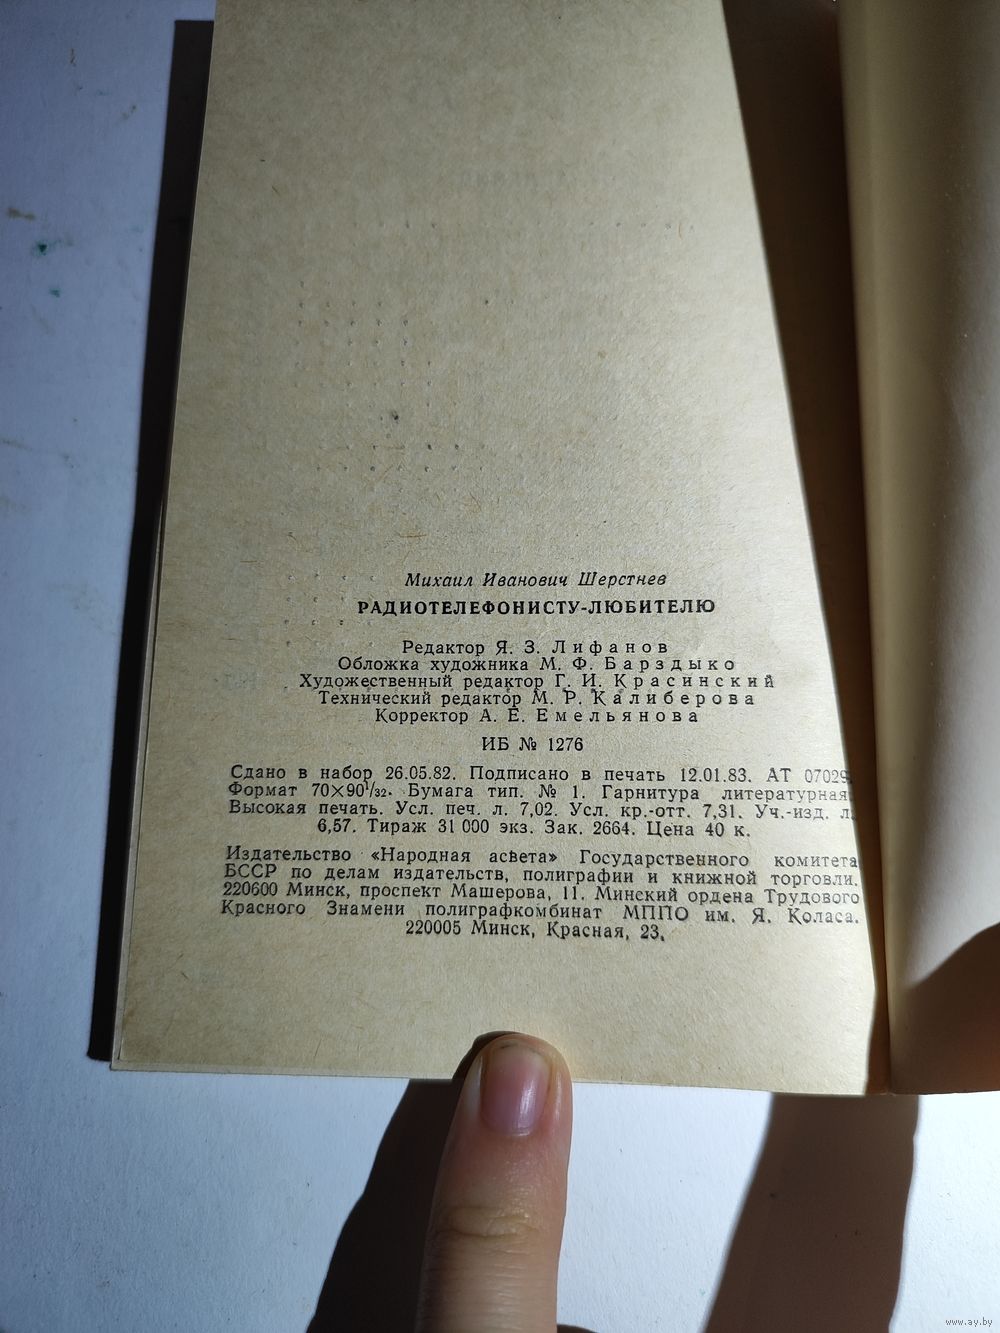 Михаил Иванович Шерстнев
РАДИОТЕЛЕФОНИСТУ-ЛЮБИТЕЛЮ
Редактор Я. З. Лифанов
Обложка художника М. Ф. Барздыко
Художественный редактор Г. И. Красинский
Технический редактор М. Р. Калиберова
Корректор А. Е. Емельянова
ИБ № 1276
Сдано в набор 26.05.82. Подписано в печать 12.01.83. АТ 07029.
Формат 70×90¹/₃₂. Бумага тип. № 1. Гарнитура литературная.
Высокая печать. Усл. печ. л. 7,02. Усл. кр.-отт. 7,31. Уч.-изд. л.
6,57. Тираж 31 000 экз. Зак. 2664. Цена 40 к.
Издательство «Народная асвета» Государственного комитета
БССР по делам издательств, полиграфии и книжной торговли.
220600 Минск, проспект Машерова, 11. Минский ордена Трудового
Красного Знамени полиграфкомбинат МППО им. Я. Коласа.
220005 Минск, Красная, 23.
www.ay.by